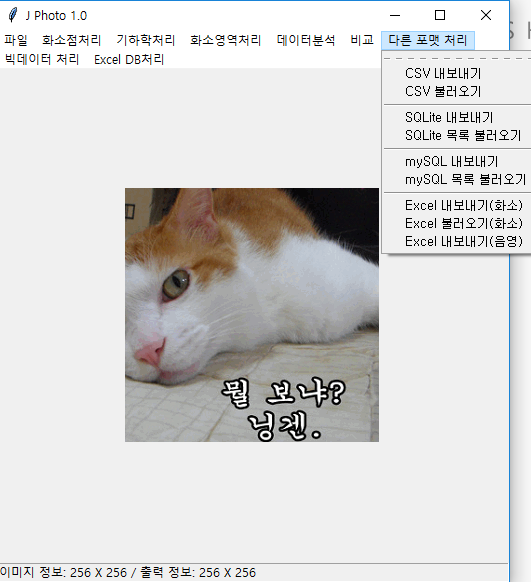 J Photo 1.0
파일 화소점처리 기하학처리 화소영역처리 데이터분석 비교 다른 포맷 처리
빅데이터 처리 Excel DB처리
CSV 내보내기
CSV 불러오기
SQLite 내보내기
SQLite 목록 불러오기
mySQL 내보내기
mySQL 목록 불러오기
Excel 내보내기(화소)
Excel 불러오기(화소)
Excel 내보내기(음영)
뭘 보냐?
닝겐.
이미지 정보: 256 X 256 / 출력 정보: 256 X 256